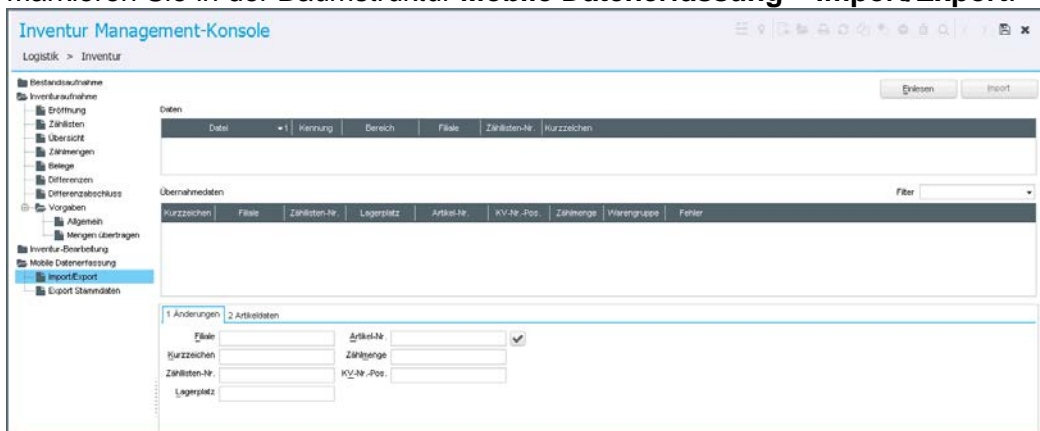 markieren Sie in der Baumstruktur Mobile Datenerfassung – Import/Export.
Inventur Management-Konsole
Logistik > Inventur
Bestandsaufnahme
Inventuraufnahme
Eröffnung
Zähllisten
Übersicht
Zählmengen
Belege
Differenzen
Differenzabschluss
Vorgaben
Allgemein
Mengen übertragen
Inventur-Bearbeitung
Mobile Datenerfassung
Import/Export
Export Stammdaten
Einlesen Import
Daten
Datei 1 Kennung Bereich Filiale Zähllisten-Nr. Kurzzeichen
Übernahmedaten Filter
Kurzzeichen Filiale Zähllisten-Nr. Lagerplatz Artikel-Nr. KV-Nr.-Pos. Zählmenge Warengruppe Fehler
1 Änderungen 2 Artikeldaten
Filiale Artikel-Nr.
Kurzzeichen Zählmenge
Zähllisten-Nr. KV-Nr.-Pos.
Lagerplatz